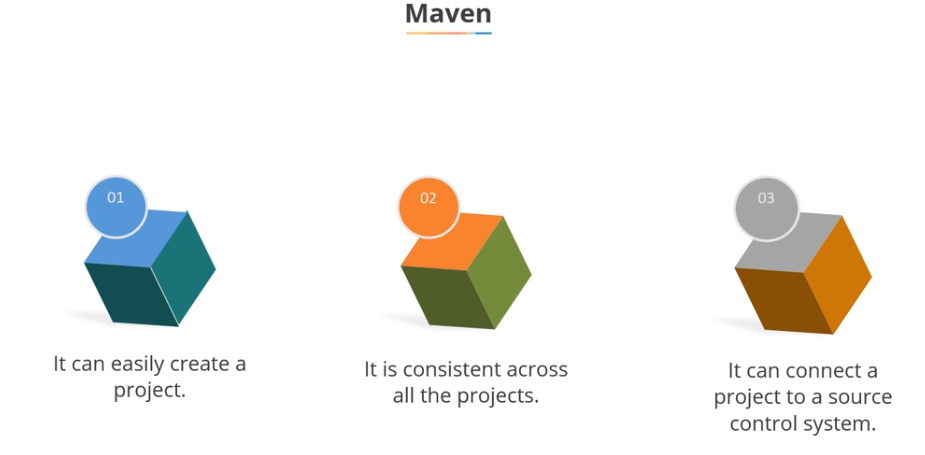 Maven
01
02
03
It can easily create a
project.
It is consistent across
all the projects.
It can connect a
project to a source
control system.